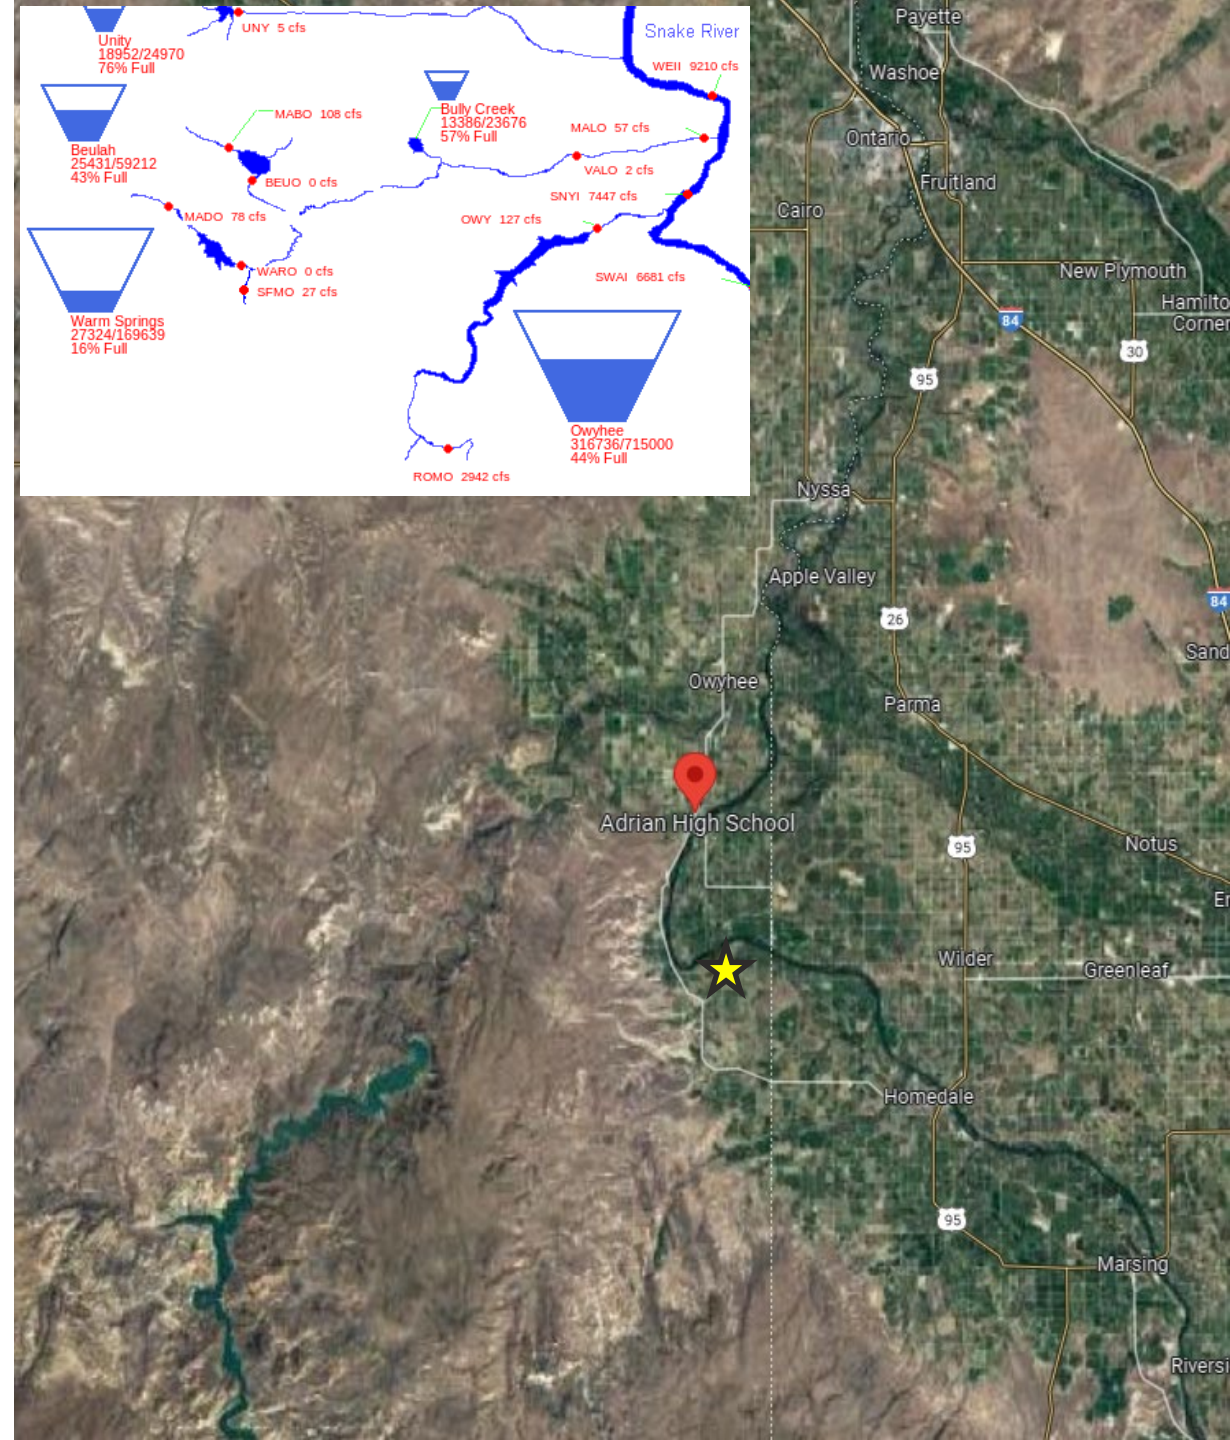 UNY 5 cfs
Unity
18952/24970
76% Full
Snake River
WEII 9210 cfs
MABO 108 cfs
Bully Creek
13386/23676
57% Full
MALO 57 cfs
Beulah
25431/59212
43% Full
VALO 2 cfs
BEUO 0 cfs
SNYI 7447 cfs
MADO 78 cfs
OWY 127 cfs
WARO 0 cfs
SFMO 27 cfs
SWAI 6681 cfs
Warm Springs
27324/169639
16% Full
Owyhee
316736/715000
44% Full
ROMO 2942 cfs
Payette
Washoe
Ontario
Fruitland
Cairo
New Plymouth
Hamilto
Corner
84
30
95
Nyssa
Apple Valley
84
26
Sand
Owyhee
Parma
Adrian High School
95
Notus
Er
Wilder
Greenleaf
Homedale
95
Marsing
Riversi